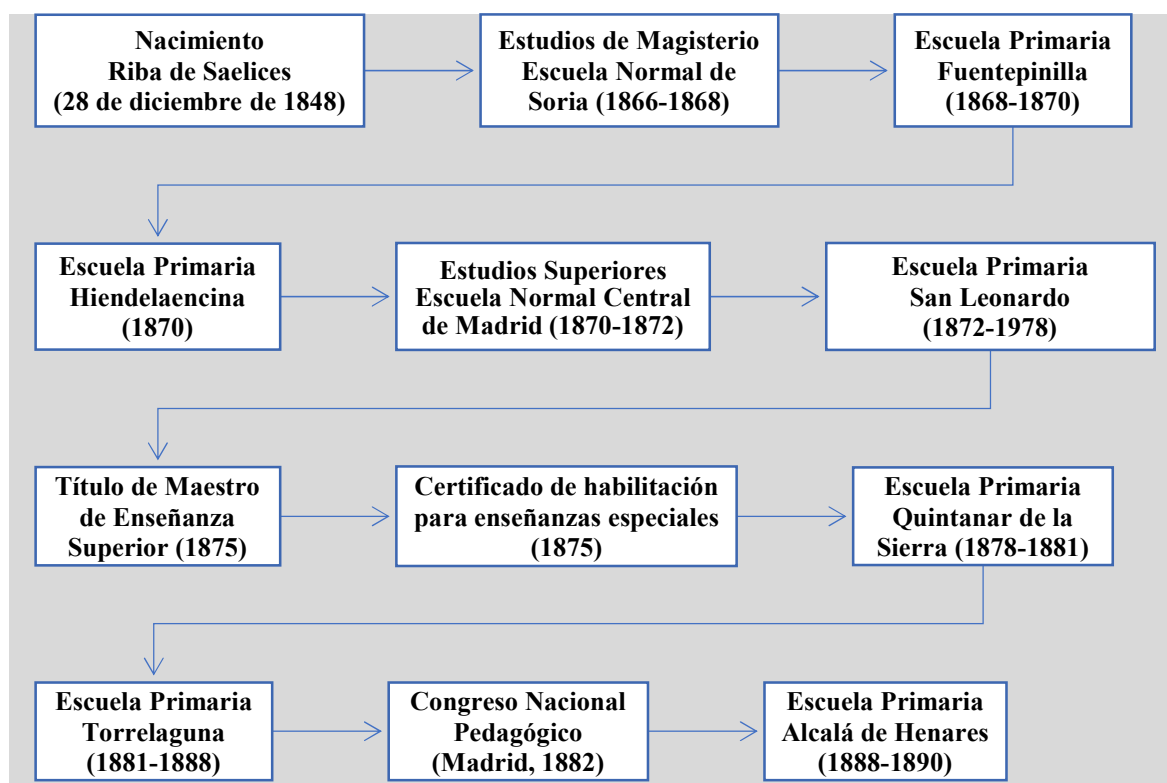 Nacimiento
Riba de Saelices
(28 de diciembre de 1848)
Estudios de Magisterio
Escuela Normal de
Soria (1866-1868)
Escuela Primaria
Fuentepinilla
(1868-1870)
Escuela Primaria
Hiendelaencina
(1870)
Estudios Superiores
Escuela Normal Central
de Madrid (1870-1872)
Escuela Primaria
San Leonardo
(1872-1978)
Título de Maestro
de Enseñanza
Superior (1875)
Certificado de habilitación
para enseñanzas especiales
(1875)
Escuela Primaria
Quintanar de la
Sierra (1878-1881)
Escuela Primaria
Torrelaguna
(1881-1888)
Congreso Nacional
Pedagógico
(Madrid, 1882)
Escuela Primaria
Alcalá de Henares
(1888-1890)